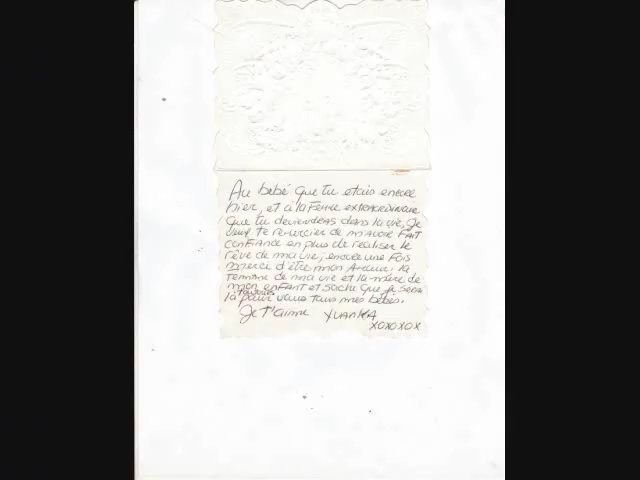 Au bébé que tu étais encore
hier, et à la Femme extraordinaire
que tu deviendras dans la vie, Je
veux te remercier de m'avoir FAIT
confiance en plus de réaliser le
rêve de ma vie, encore une Fois
merci d'être mon Amour. la
Femme de ma vie et la mère de
mon enfant et sache que je serai
toujours
là pour vous tous mes bébés.
Je t'aime
XOXOXOX